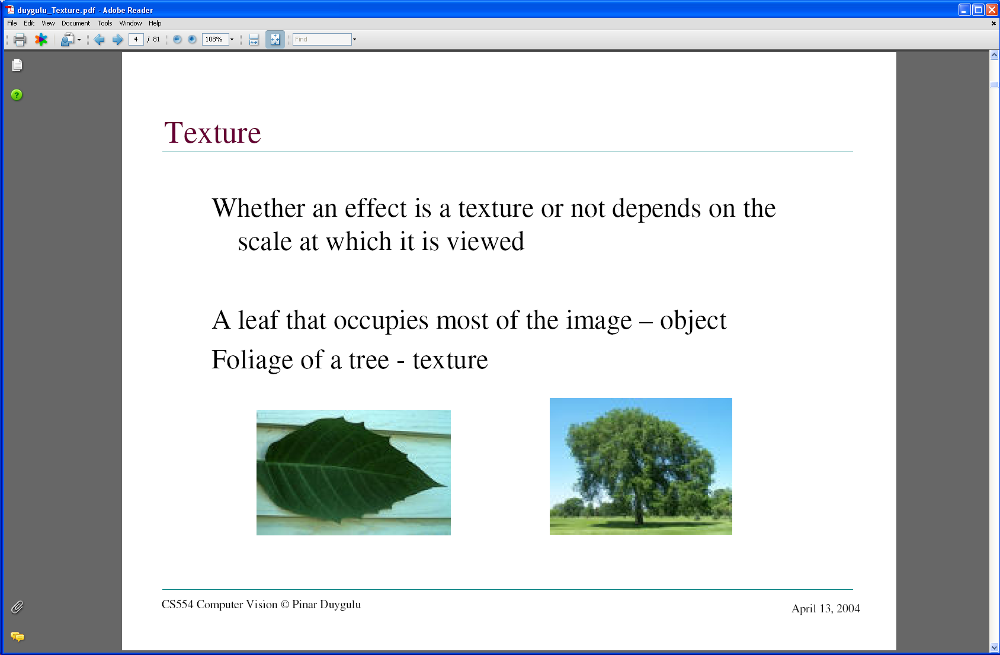 duygulu_Texture.pdf - Adobe Reader
File Edit View Document Tools Window Help
4 / 81 108% Find
Texture
Whether an effect is a texture or not depends on the
scale at which it is viewed
A leaf that occupies most of the image – object
Foliage of a tree - texture
CS554 Computer Vision © Pinar Duygulu
April 13, 2004